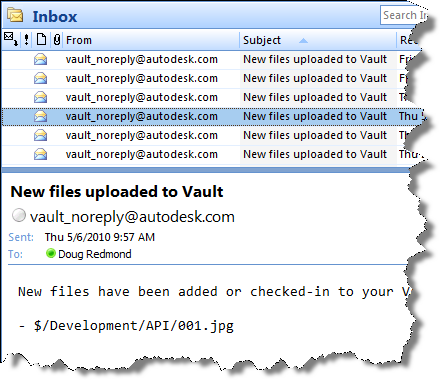 Inbox
Search In
From Subject Re
vault_noreply@autodesk.com New files uploaded to Vault Fri
vault_noreply@autodesk.com New files uploaded to Vault Fr
vault_noreply@autodesk.com New files uploaded to Vault
vault_noreply@autodesk.com New files uploaded to Vault Thu
vault_noreply@autodesk.com New files uploaded to Vault Thu
vault_noreply@autodesk.com New files uploaded to Vault Th
New files uploaded to Vault
vault_noreply@autodesk.com
Sent: Thu 5/6/2010 9:57 AM
To: Doug Redmond
New files have been added or checked-in to your V
- $/Development/API/001.jpg